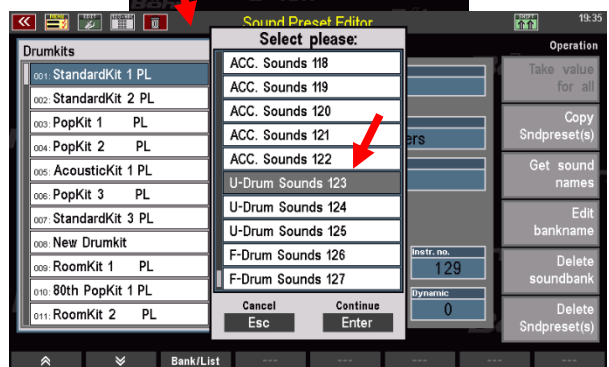 Sound Preset Editor
19:35
Drumkits
001: StandardKit 1 PL
002: StandardKit 2 PL
003: PopKit 1 PL
004: PopKit 2 PL
005: AcousticKit 1 PL
006: PopKit 3 PL
007: StandardKit 3 PL
008: New Drumkit
009: RoomKit 1 PL
010: 80th PopKit 1 PL
011: RoomKit 2 PL
Select please:
ACC. Sounds 118
ACC. Sounds 119
ACC. Sounds 120
ACC. Sounds 121
ACC. Sounds 122
U-Drum Sounds 123
U-Drum Sounds 124
U-Drum Sounds 125
F-Drum Sounds 126
F-Drum Sounds 127
Cancel
Esc
Continue
Enter
ers
Instr. no.
129
Dynamic
0
Operation
Take value
for all
Copy
Sndpreset(s)
Get sound
names
Edit
bankname
Delete
soundbank
Delete
Sndpreset(s)
Bank/List